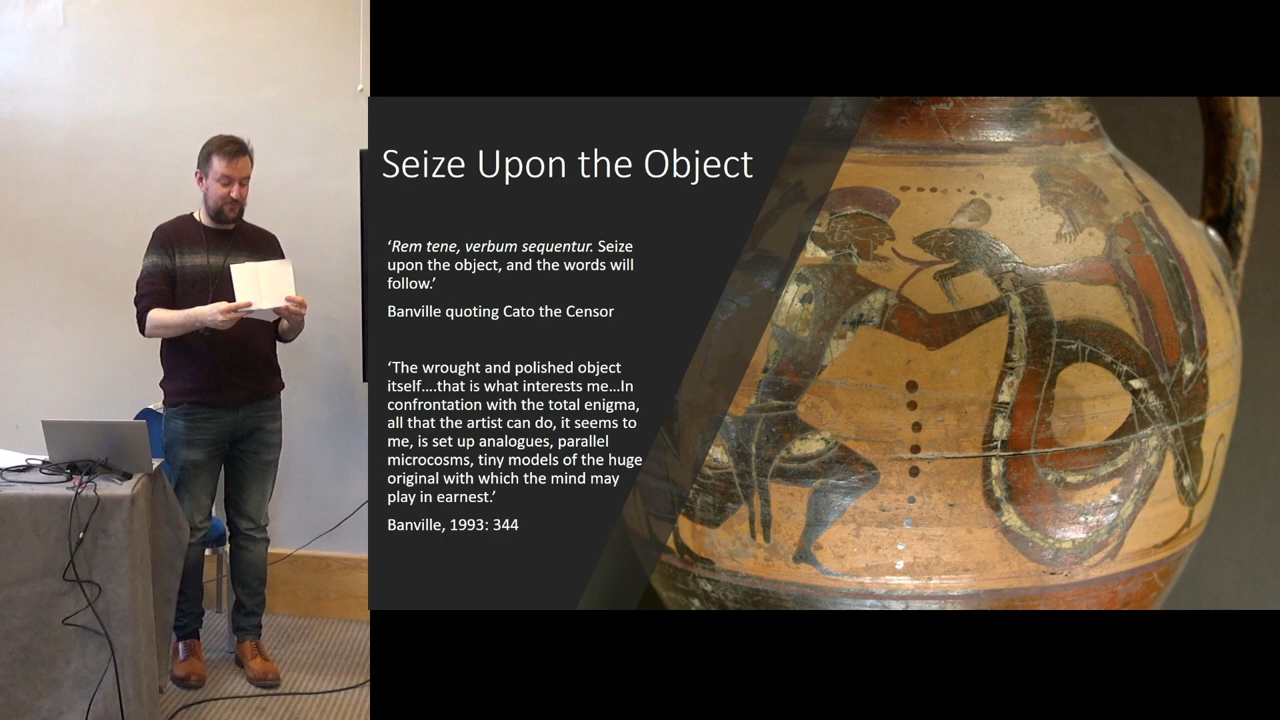 Seize Upon the Object
‘Rem tene, verbum sequentur. Seize
upon the object, and the words will
follow.’
Banville quoting Cato the Censor
‘The wrought and polished object
itself....that is what interests me...In
confrontation with the total enigma,
all that the artist can do, it seems to
me, is set up analogues, parallel
microcosms, tiny models of the huge
original with which the mind may
play in earnest.’
Banville, 1993: 344